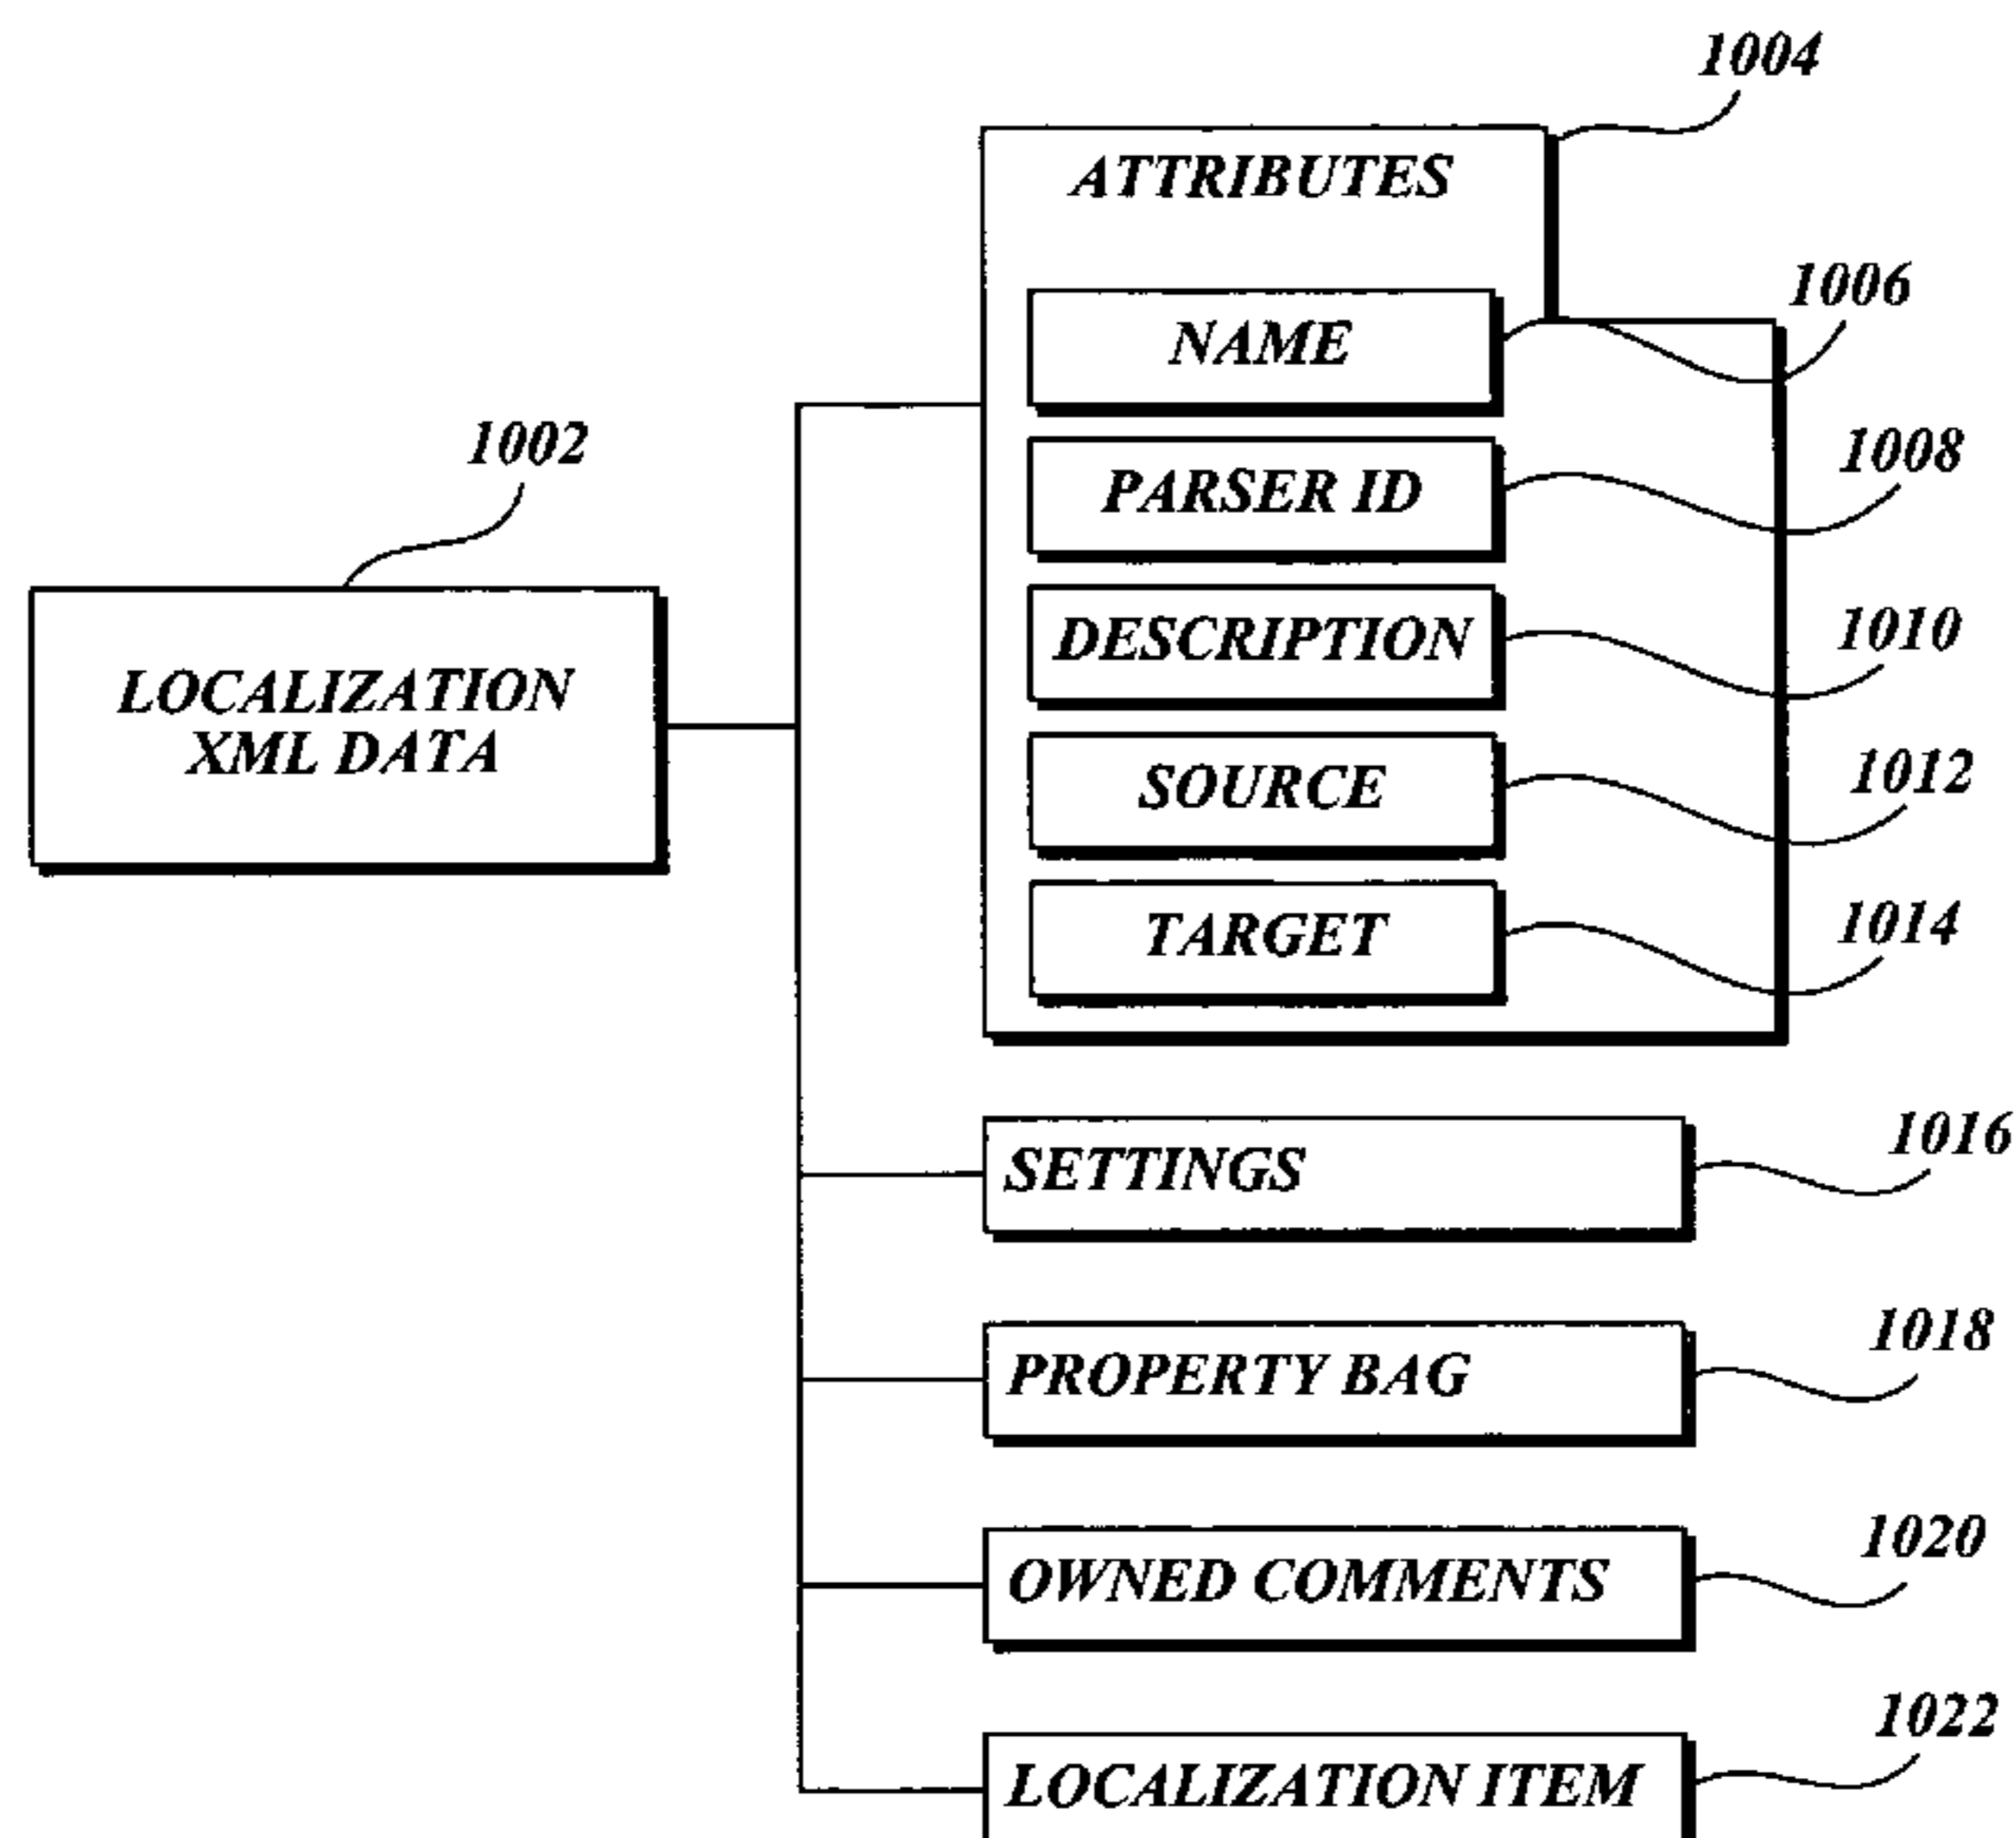 1004
ATTRIBUTES
1006
NAME
1008
PARSER ID
1002
1010
DESCRIPTION
LOCALIZATION
XML DATA
1012
SOURCE
1014
TARGET
1016
SETTINGS
1018
PROPERTY BAG
1020
OWNED COMMENTS
1022
LOCALIZATION ITEM